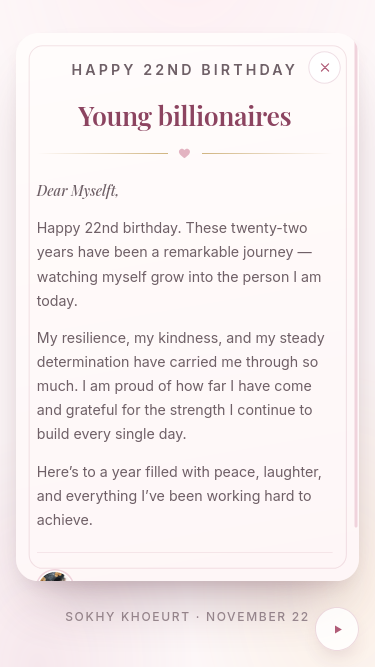 HAPPY 22ND BIRTHDAY
Young billionaires
Dear Myselft,
Happy 22nd birthday. These twenty-two
years have been a remarkable journey —
watching myself grow into the person I am
today.
My resilience, my kindness, and my steady
determination have carried me through so
much. I am proud of how far I have come
and grateful for the strength I continue to
build every single day.
Here’s to a year filled with peace, laughter,
and everything I’ve been working hard to
achieve.
SOKHY KHOEURT · NOVEMBER 22